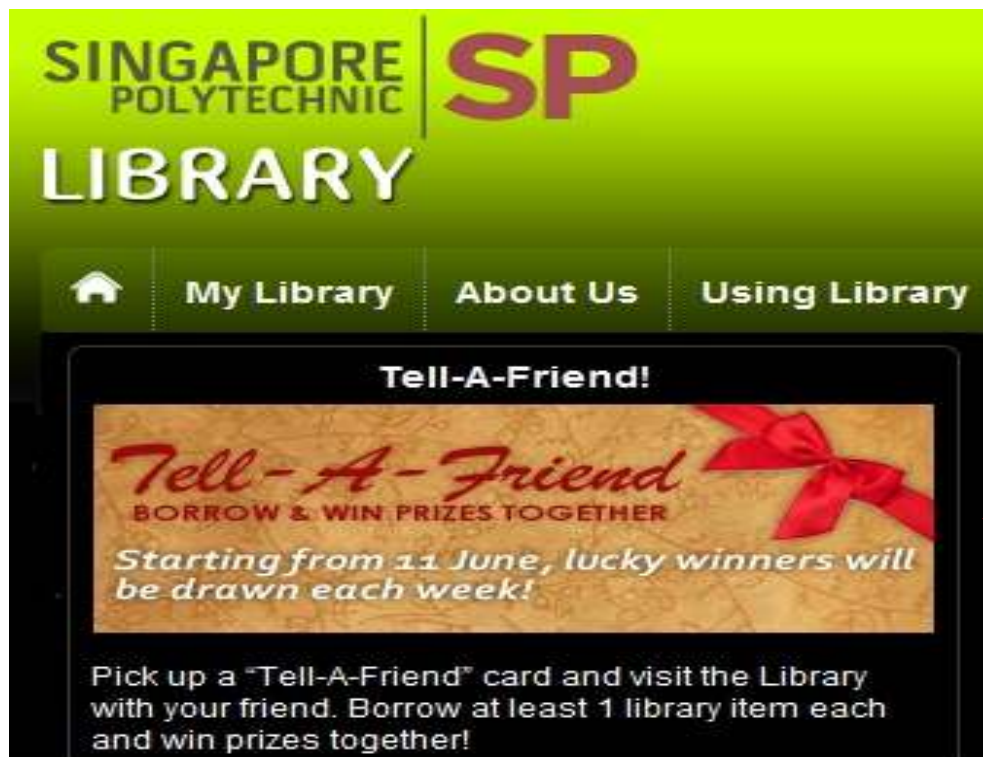 SINGAPORE
POLYTECHNIC
SP
LIBRARY
My Library
About Us
Using Library
Tell-A-Friend!
Tell-A-Friend
BORROW & WIN PRIZES TOGETHER
Starting from 11 June, lucky winners will
be drawn each week!
Pick up a “Tell-A-Friend” card and visit the Library
with your friend. Borrow at least 1 library item each
and win prizes together!